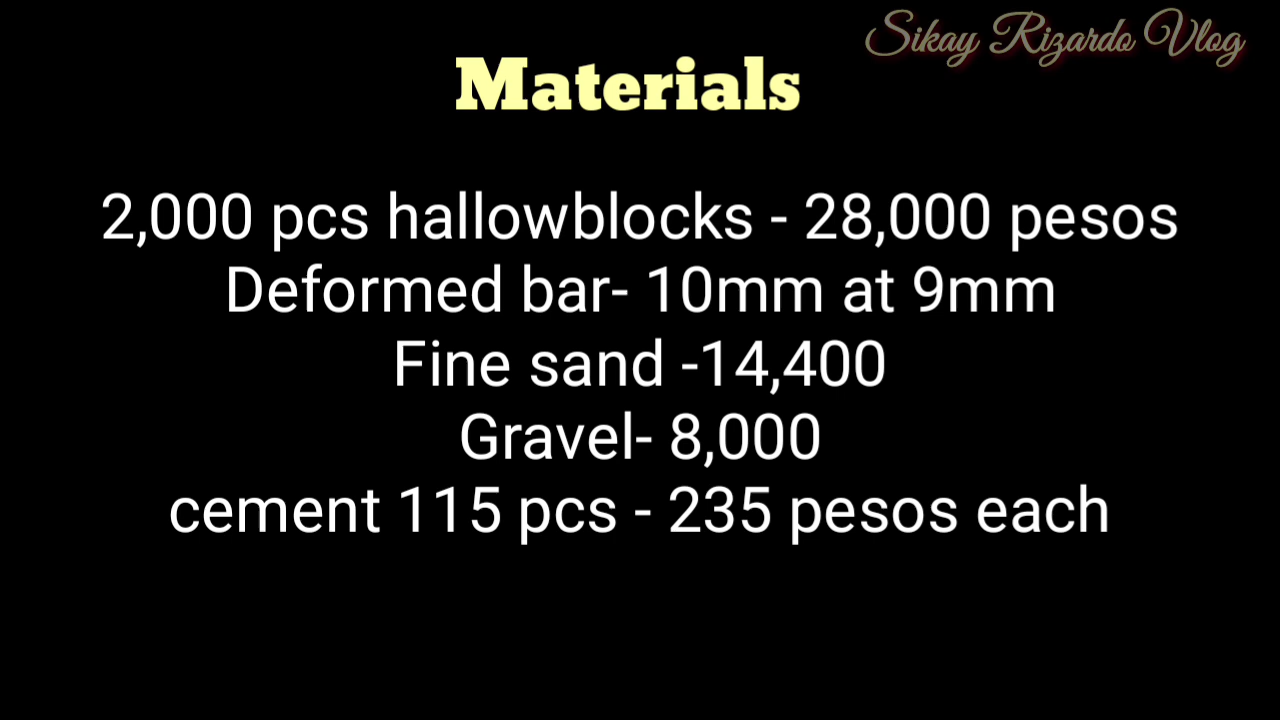 Sikay Rizardo Vlog
Materials
2,000 pcs hallowblocks - 28,000 pesos
Deformed bar- 10mm at 9mm
Fine sand -14,400
Gravel- 8,000
cement 115 pcs - 235 pesos each